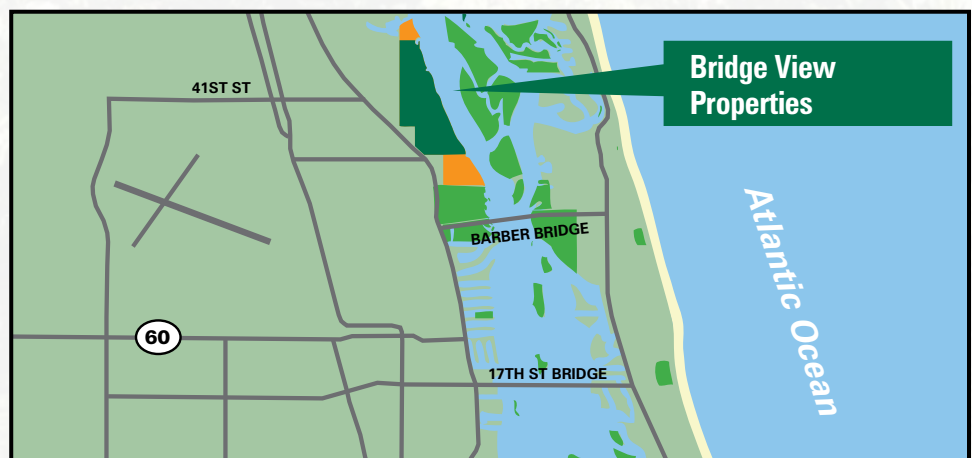 Bridge View
Properties
41ST ST
BARBER BRIDGE
Atlantic Ocean
60
17TH ST BRIDGE